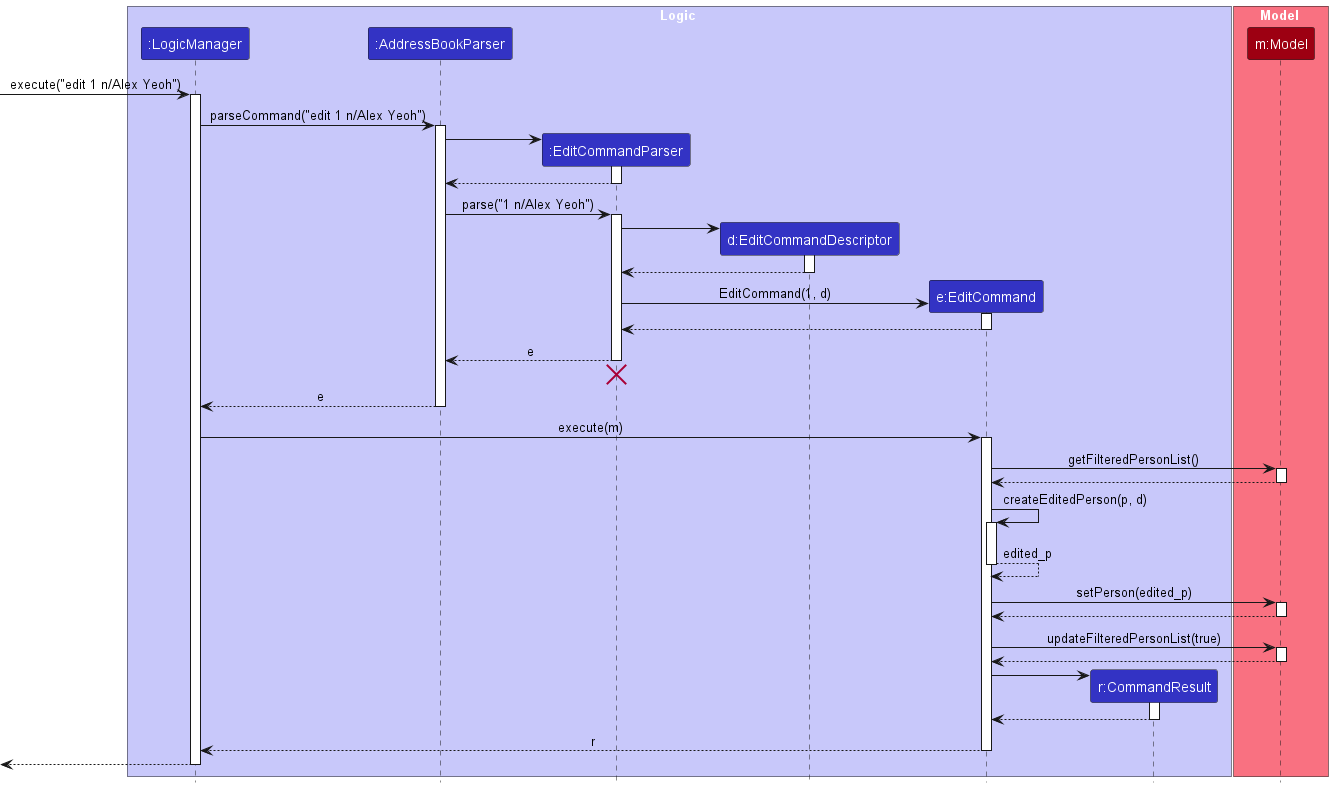 Logic
Model
:LogicManager
:AddressBookParser
m:Model
execute("edit 1 n/Alex Yeoh")
parseCommand("edit 1 n/Alex Yeoh")
:EditCommandParser
parse("1 n/Alex Yeoh")
d:EditCommandDescriptor
EditCommand(1, d)
e:EditCommand
e
e
execute(m)
getFilteredPersonList()
createEditedPerson(p, d)
edited_p
setPerson(edited_p)
updateFilteredPersonList(true)
r:CommandResult
r